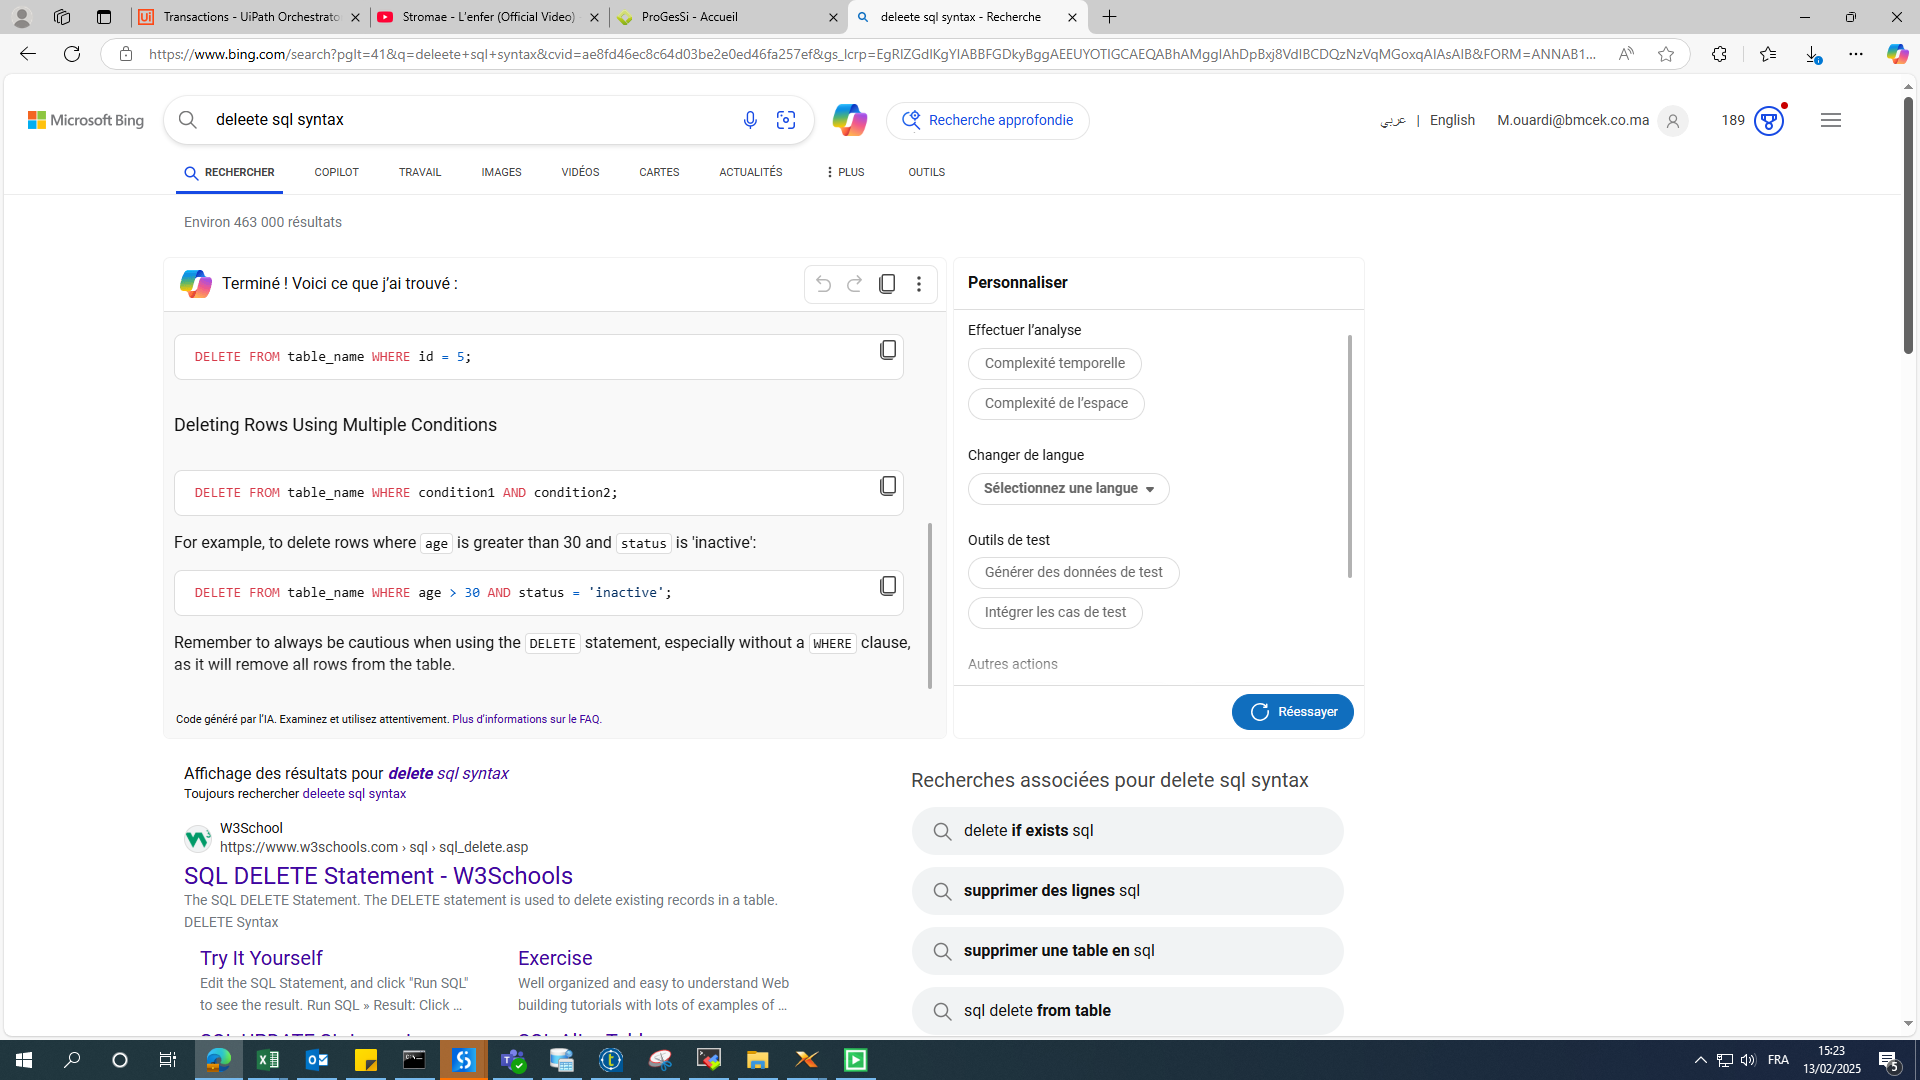 Transactions - UiPath Orchestrato
Stromae - L'enfer (Official Video)
ProGesSi - Accueil
deleete sql syntax - Recherche
https://www.bing.com/search?pglt=41&q=deleete+sql+syntax&cvid=ae8fd46ec8c64d03be2e0ed46fa257ef&gs_lcrp=EgRlZGdlKgYIABBFGDkyBggAEEUYOTIGCAEQABhAMggIAhDpBxj8VdIBCDQzNzVqMGoxqAIAsAIB&FORM=ANNAB1...
Microsoft Bing
deleete sql syntax
Recherche approfondie
عربي | English
M.ouardi@bmcek.co.ma
189
RECHERCHER
COPILOT
TRAVAIL
IMAGES
VIDÉOS
CARTES
ACTUALITÉS
PLUS
OUTILS
Environ 463 000 résultats
Terminé ! Voici ce que j'ai trouvé :
DELETE FROM table_name WHERE id = 5;
Deleting Rows Using Multiple Conditions
DELETE FROM table_name WHERE condition1 AND condition2;
For example, to delete rows where age is greater than 30 and status is 'inactive':
DELETE FROM table_name WHERE age > 30 AND status = 'inactive';
Remember to always be cautious when using the DELETE statement, especially without a WHERE clause,
as it will remove all rows from the table.
Code généré par l'IA. Examinez et utilisez attentivement. Plus d'informations sur le FAQ.
Personnaliser
Effectuer l'analyse
Complexité temporelle
Complexité de l'espace
Changer de langue
Sélectionnez une langue
Outils de test
Générer des données de test
Intégrer les cas de test
Autres actions
Réessayer
Affichage des résultats pour delete sql syntax
Toujours rechercher deleete sql syntax
W3School
https://www.w3schools.com › sql › sql_delete.asp
SQL DELETE Statement - W3Schools
The SQL DELETE Statement. The DELETE statement is used to delete existing records in a table.
DELETE Syntax
Try It Yourself
Edit the SQL Statement, and click "Run SQL"
to see the result. Run SQL » Result: Click ...
Exercise
Well organized and easy to understand Web
building tutorials with lots of examples of ...
Recherches associées pour delete sql syntax
delete if exists sql
supprimer des lignes sql
supprimer une table en sql
sql delete from table
FRA
15:23
13/02/2025
5